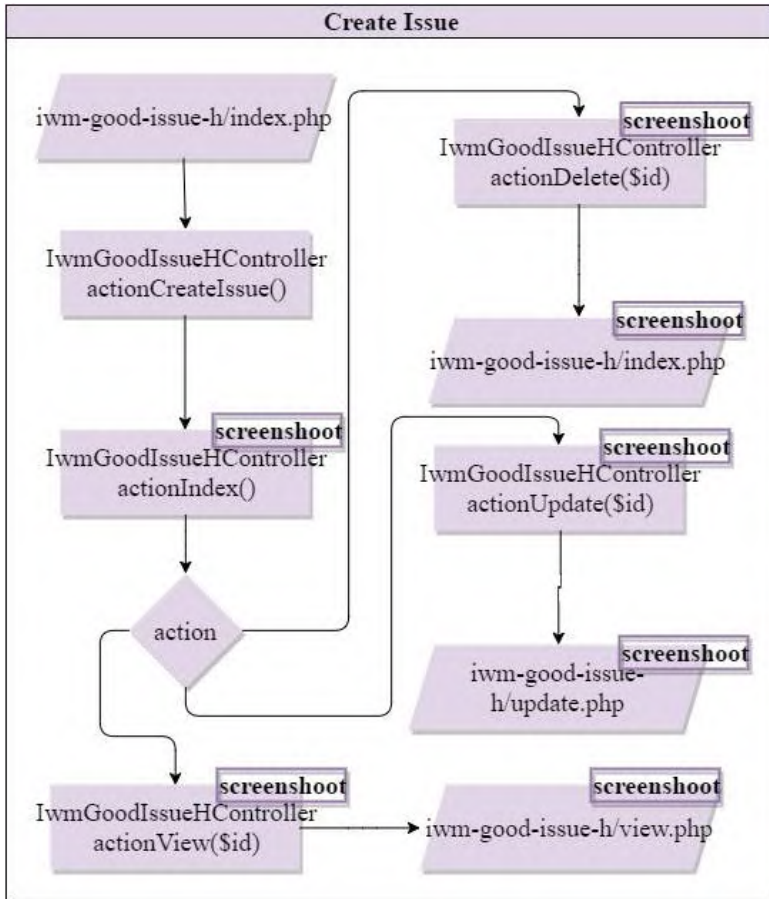 Create Issue
iwm-good-issue-h/index.php
IwmGoodIssueHController
actionCreateIssue()
screenshoot
IwmGoodIssueHController
actionIndex()
action
screenshoot
IwmGoodIssueHController
actionView($id)
screenshoot
IwmGoodIssueHController
actionDelete($id)
screenshoot
iwm-good-issue-h/index.php
screenshoot
IwmGoodIssueHController
actionUpdate($id)
screenshoot
iwm-good-issue-
h/update.php
screenshoot
iwm-good-issue-h/view.php